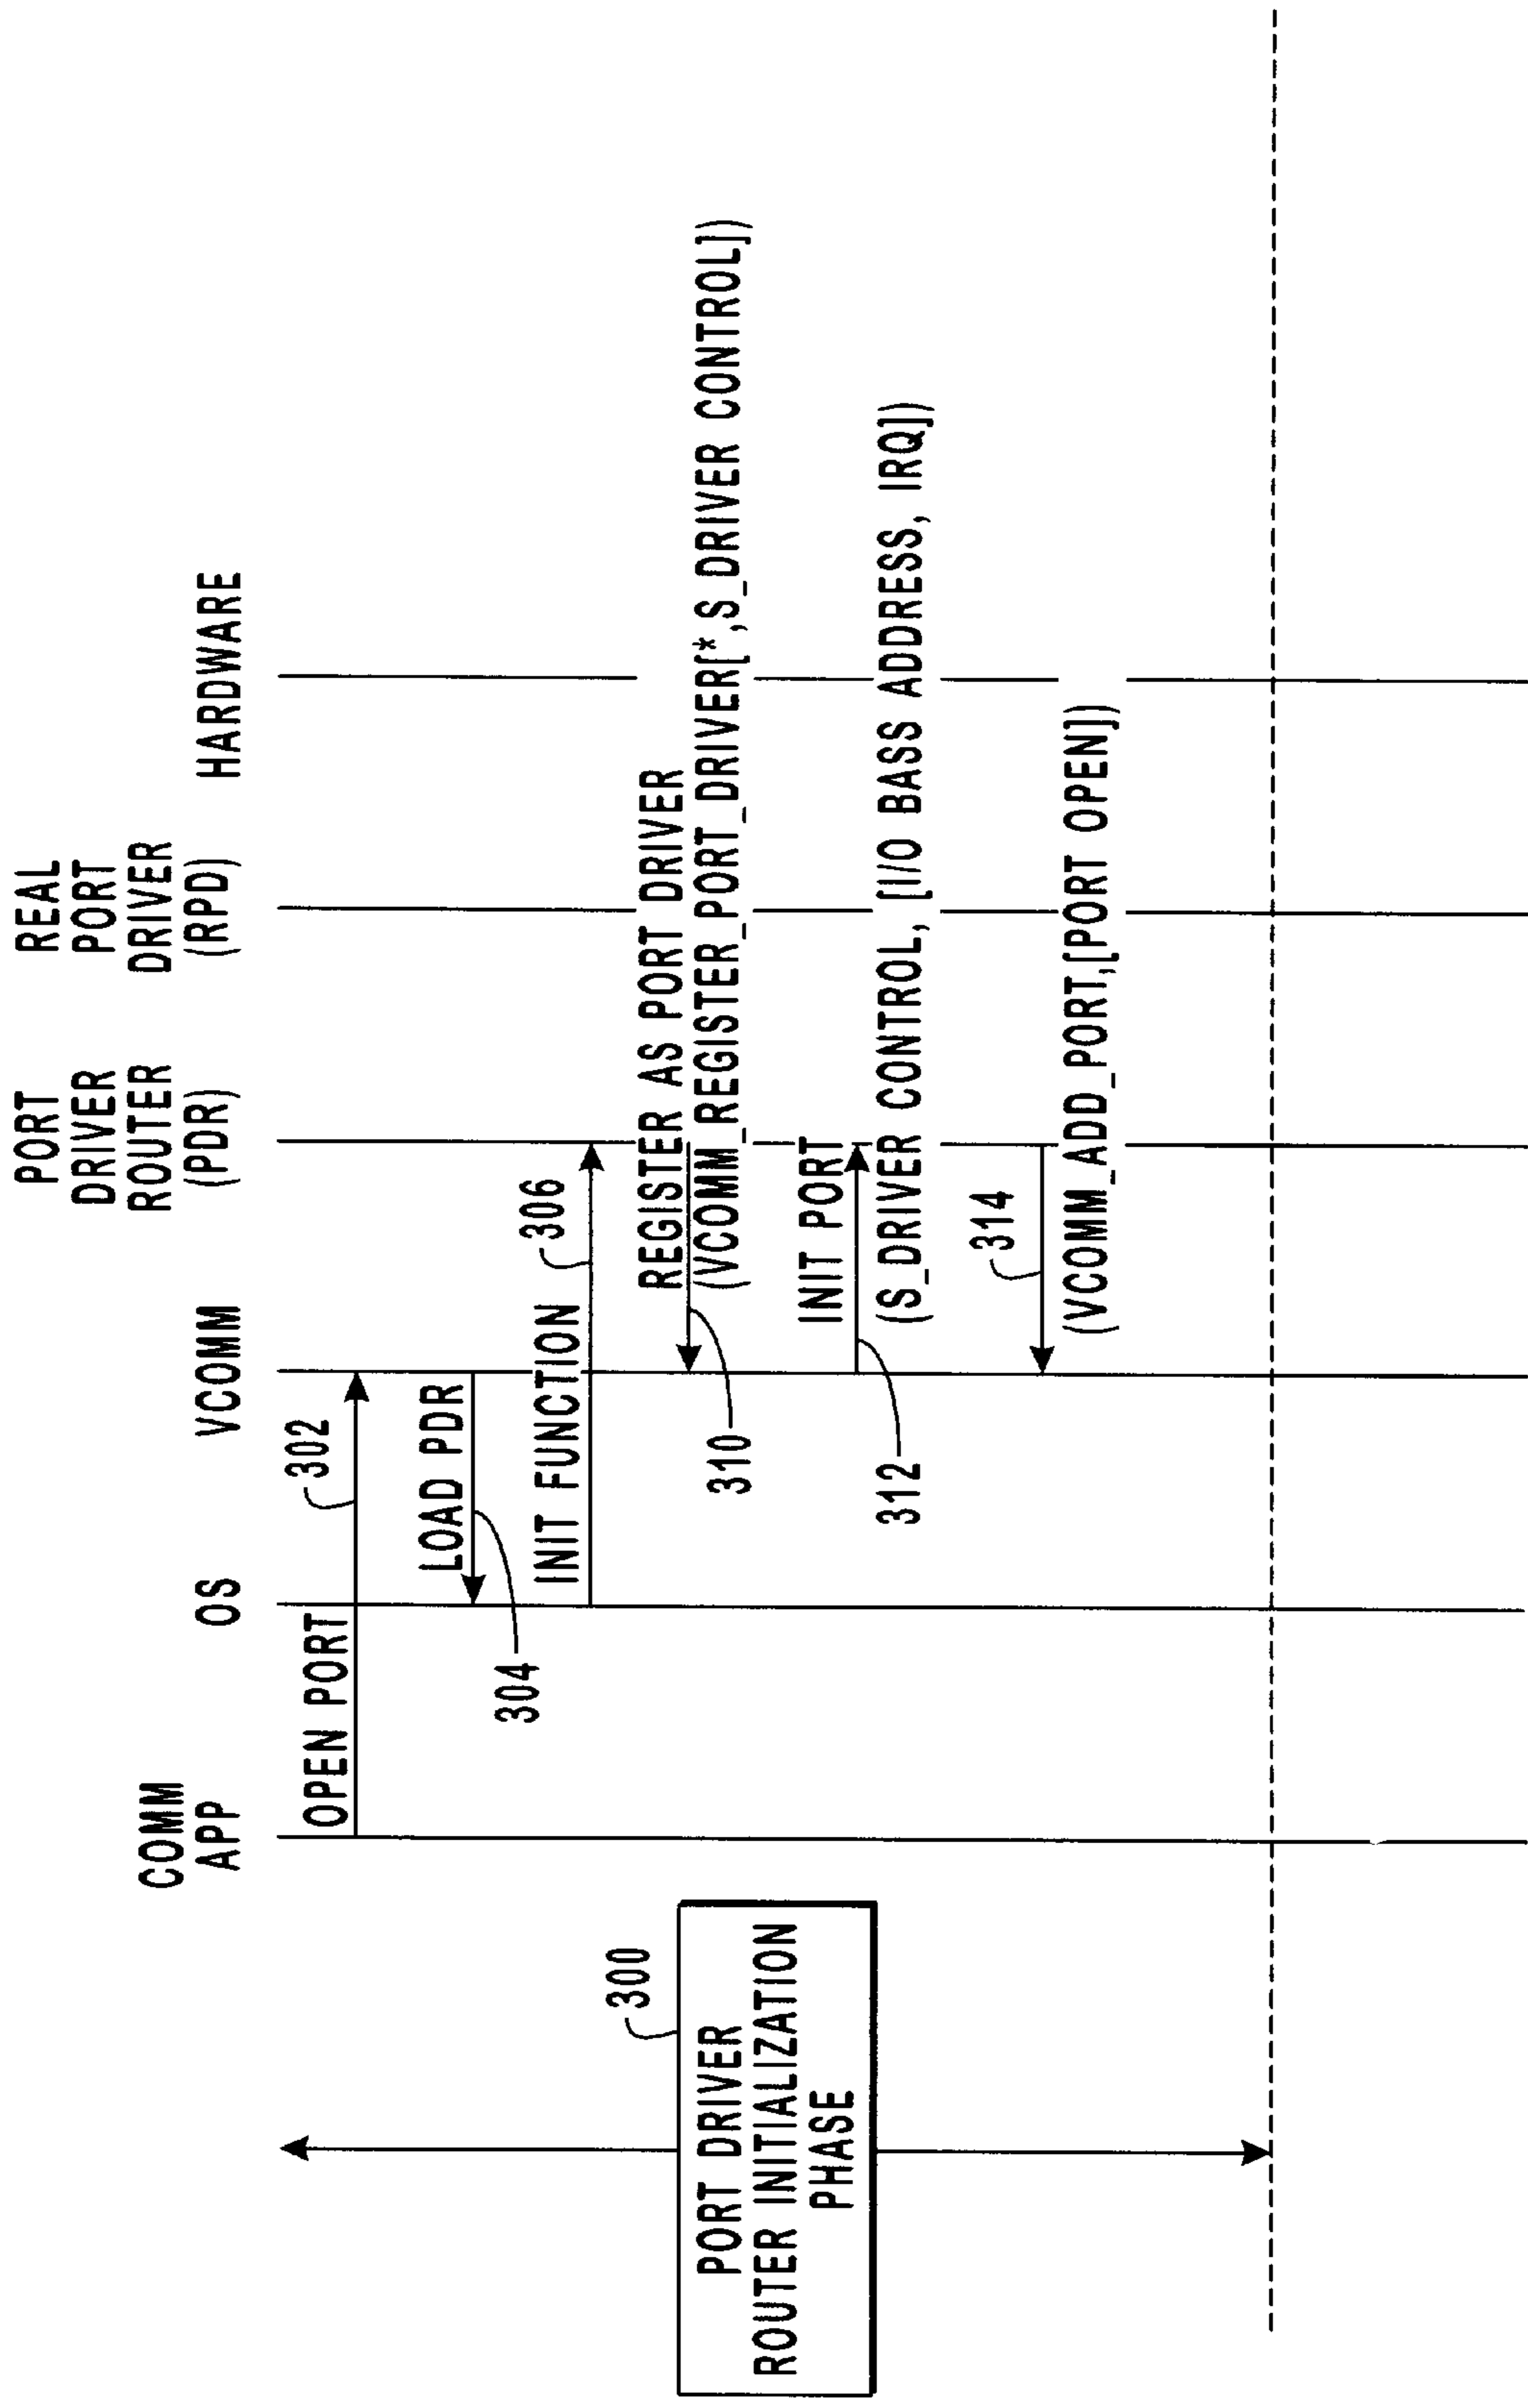 COMM
APP
OS
VCOMM
PORT
DRIVER
ROUTER
(PDR)
REAL
PORT
DRIVER
(RPD)
HARDWARE
OPEN PORT
302
LOAD PDR
304
INIT FUNCTION
306
300
PORT DRIVER
ROUTER INITIALIZATION
PHASE
REGISTER AS PORT DRIVER
(VCOMM_REGISTER_PORT_DRIVER[*,S_DRIVER CONTROL])
310
INIT PORT
(S_DRIVER CONTROL, [I/O BASS ADDRESS, IRQ])
312
314
(VCOMM_ADD_PORT,[PORT OPEN])